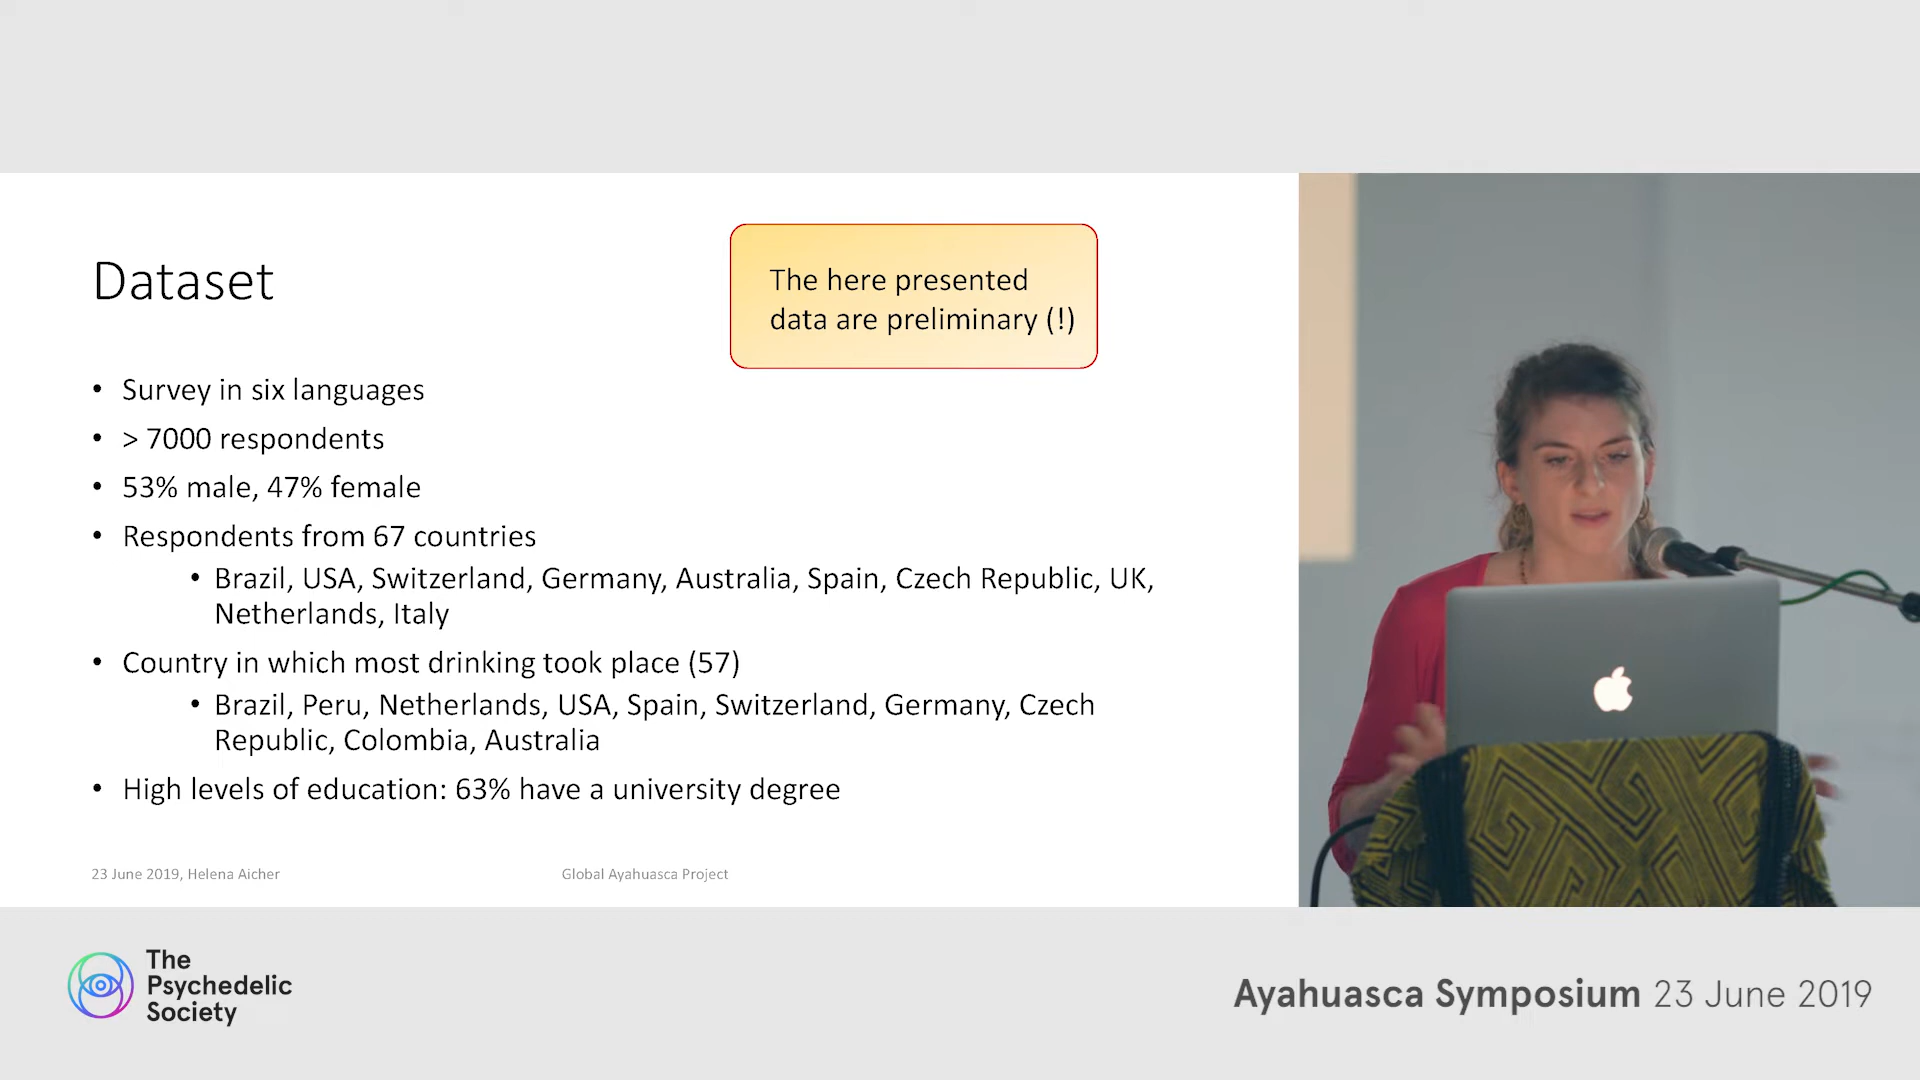 Dataset
The here presented
data are preliminary (!)
• Survey in six languages
• > 7000 respondents
• 53% male, 47% female
• Respondents from 67 countries
• Brazil, USA, Switzerland, Germany, Australia, Spain, Czech Republic, UK,
Netherlands, Italy
• Country in which most drinking took place (57)
• Brazil, Peru, Netherlands, USA, Spain, Switzerland, Germany, Czech
Republic, Colombia, Australia
• High levels of education: 63% have a university degree
23 June 2019, Helena Aicher
Global Ayahuasca Project
The
Psychedelic
Society
Ayahuasca Symposium 23 June 2019